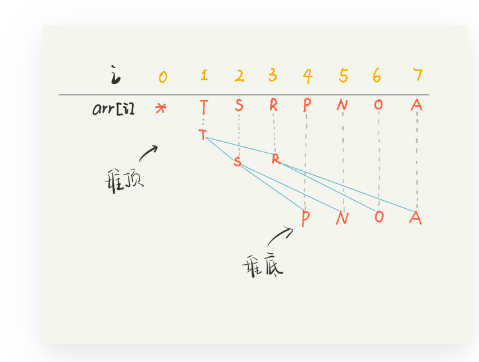 i 0 1 2 3 4 5 6 7
arr[i] * T S R P N O A
T
S R
堆顶
P N O A
堆底